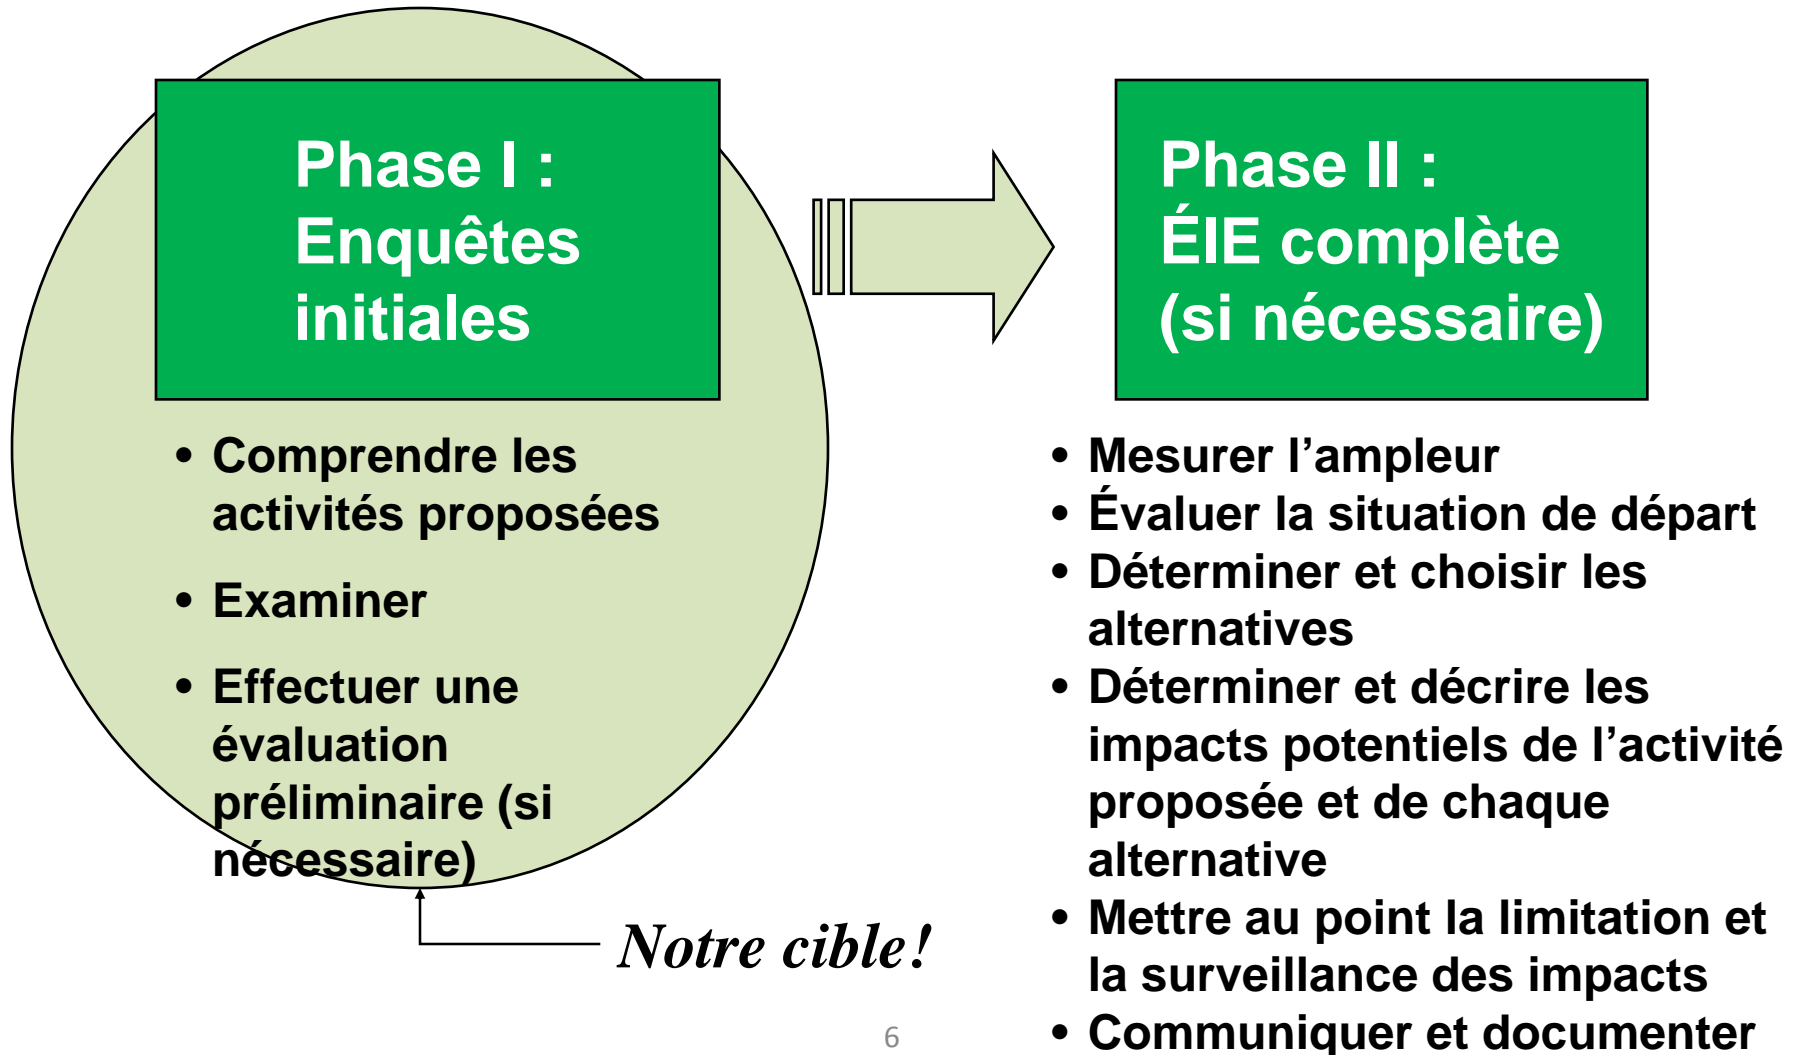 Phase I :
Enquêtes
initiales
• Comprendre les
activités proposées
• Examiner
• Effectuer une
évaluation
préliminaire (si
nécessaire)
Notre cible!
Phase II :
ÉIE complète
(si nécessaire)
• Mesurer l’ampleur
• Évaluer la situation de départ
• Déterminer et choisir les
alternatives
• Déterminer et décrire les
impacts potentiels de l’activité
proposée et de chaque
alternative
• Mettre au point la limitation et
la surveillance des impacts
• Communiquer et documenter
6